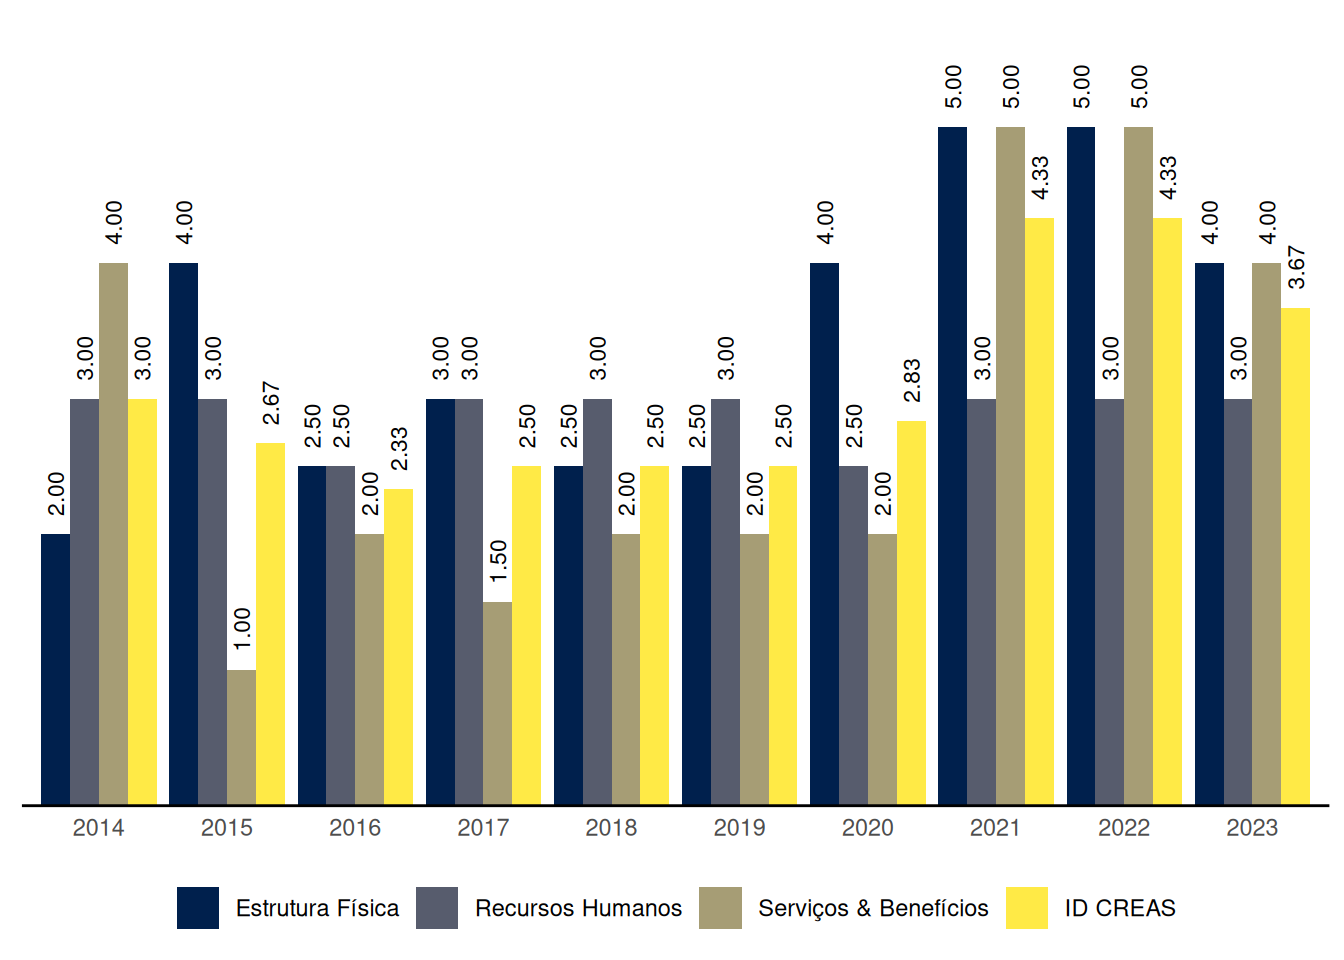 5.00 5.00 5.00 5.00
4.33 4.33
4.00 4.00 4.00 4.00 4.00
3.67
3.00 3.00 3.00 3.00 3.00 3.00 3.00 3.00 3.00 3.00
2.83
2.67
2.50 2.50 2.50 2.50 2.50 2.50 2.50 2.50
2.33
2.00 2.00 2.00 2.00 2.00
1.50
1.00
2014 2015 2016 2017 2018 2019 2020 2021 2022 2023
Estrutura Física Recursos Humanos Serviços & Benefícios ID CREAS